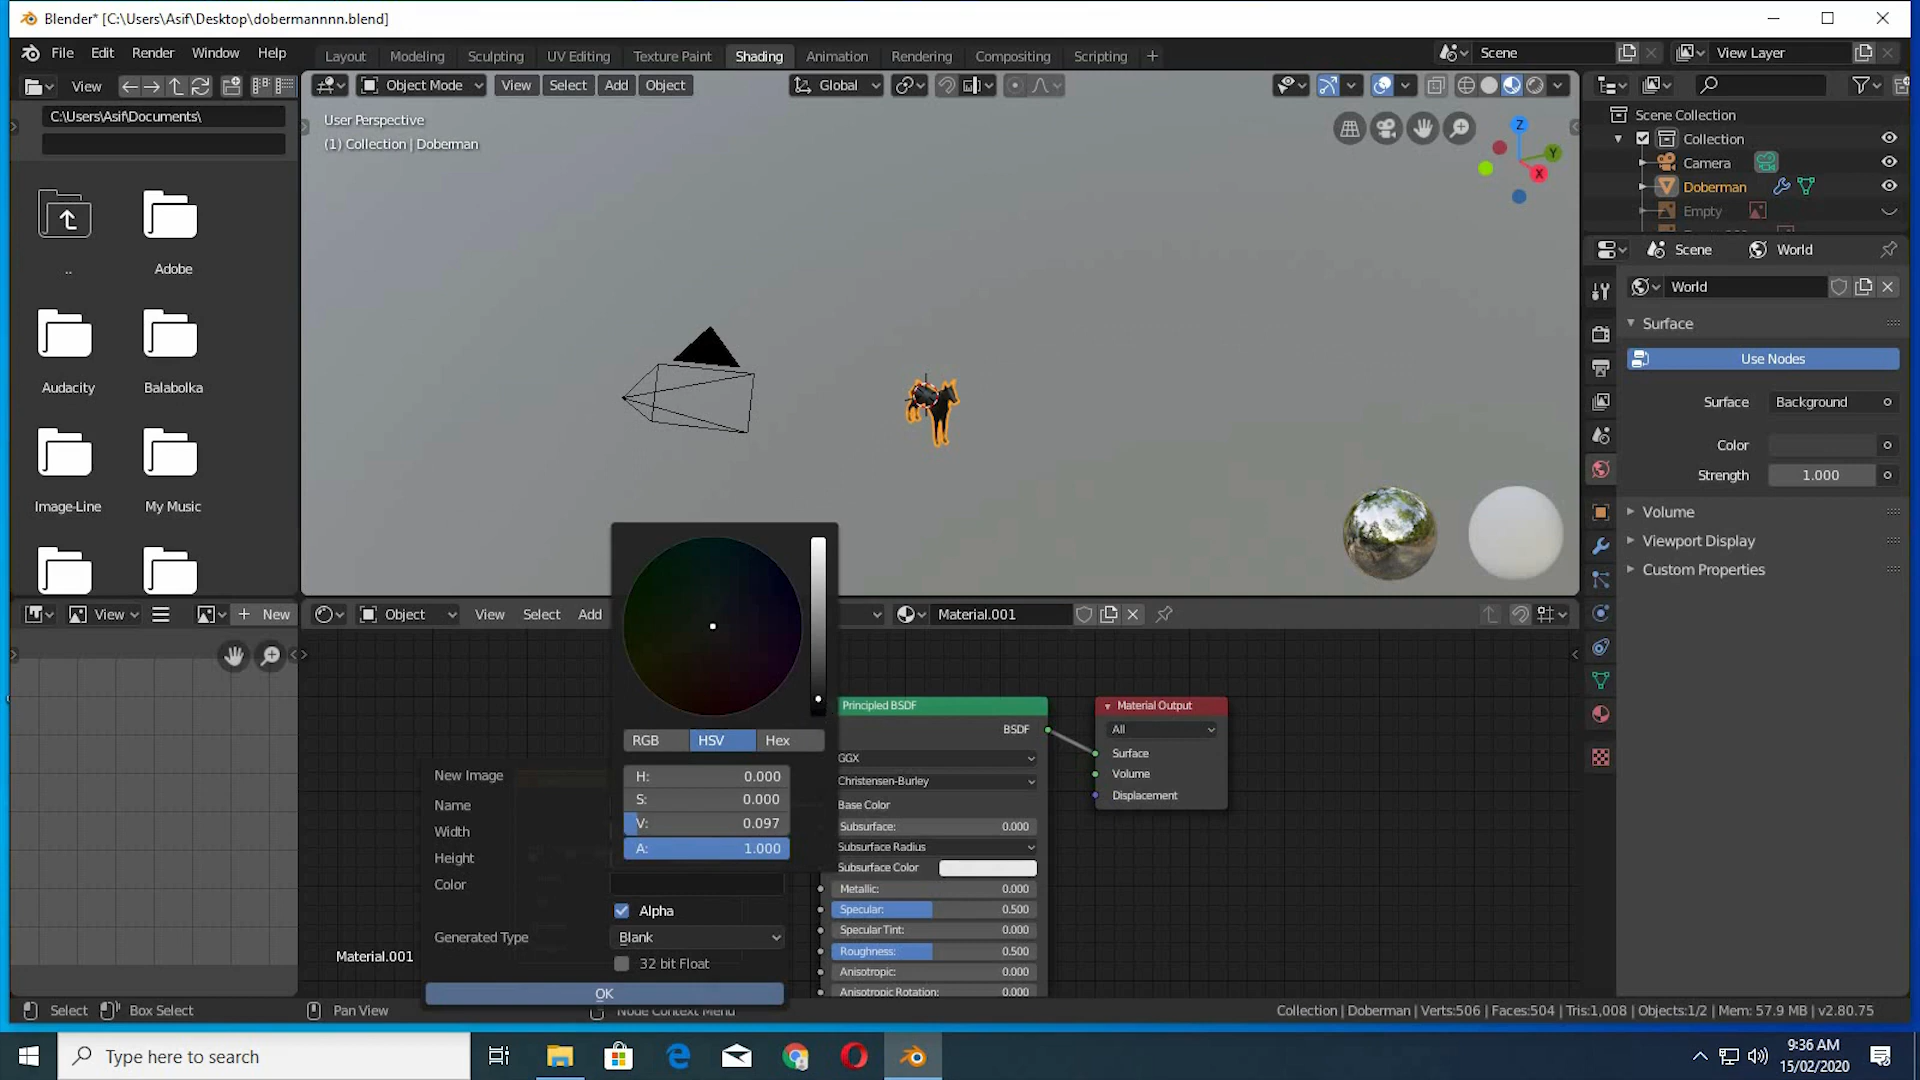 Blender* [C:\Users\Asif\Desktop\dobermannnn.blend]
File Edit Render Window Help
Layout Modeling Sculpting UV Editing Texture Paint Shading Animation Rendering Compositing Scripting
Scene
View Layer
View
Object Mode View Select Add Object
Global
C:\Users\Asif\Documents\
User Perspective
(1) Collection | Doberman
Z
Y
X
Scene Collection
Collection
Camera
Doberman
Empty
Scene World
World
Surface
Use Nodes
Surface Background
Color
Strength 1.000
Volume
Viewport Display
Custom Properties
..
Adobe
Audacity
Balabolka
Image-Line
My Music
View
New
Object View Select Add
Material.001
RGB HSV Hex
H: 0.000
S: 0.000
V: 0.097
A: 1.000
New Image
Name
Width
Height
Color
Alpha
Generated Type Blank
32 bit Float
OK
Material.001
Principled BSDF
BSDF
GGX
Christensen-Burley
Base Color
Subsurface: 0.000
Subsurface Radius
Subsurface Color
Metallic: 0.000
Specular: 0.500
Specular Tint: 0.000
Roughness: 0.500
Anisotropic: 0.000
Anisotropic Rotation: 0.000
Material Output
All
Surface
Volume
Displacement
Select Box Select Pan View Node Context Menu
Collection | Doberman | Verts:506 | Faces:504 | Tris:1,008 | Objects:1/2 | Mem: 57.9 MB | v2.80.75
Type here to search
9:36 AM
15/02/2020